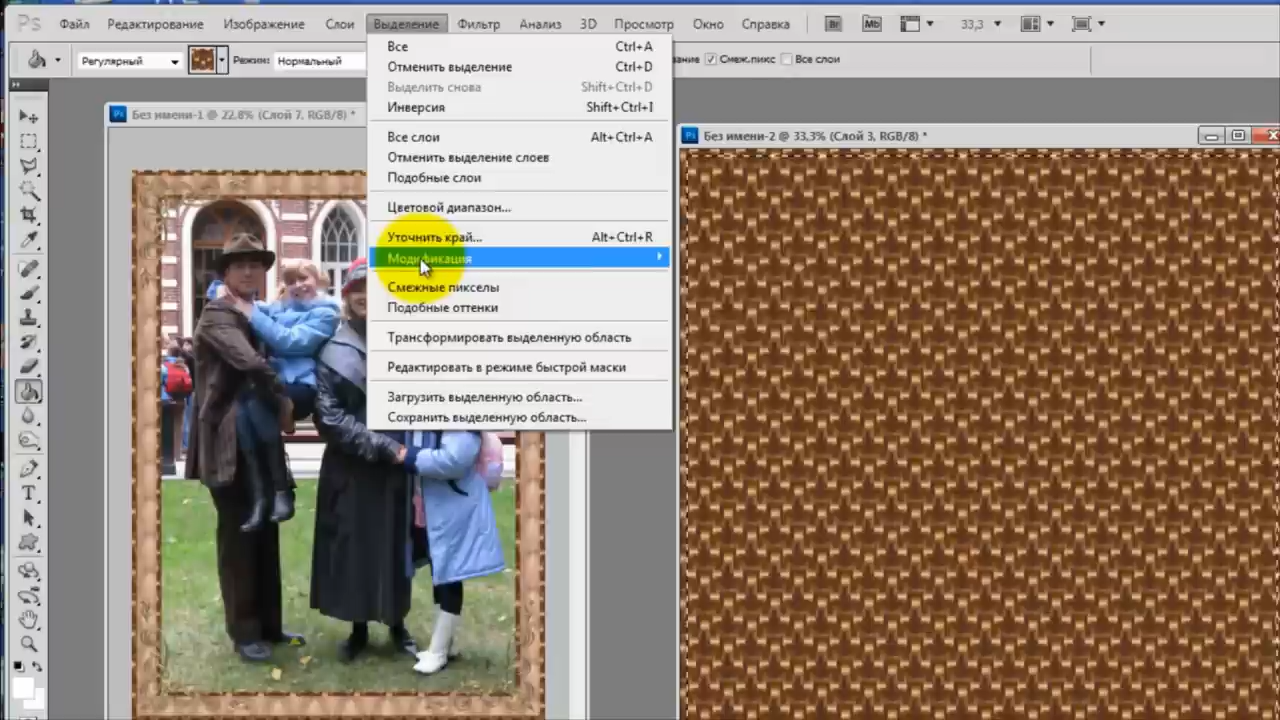 Ps Файл Редактирование Изображение Слои Выделение Фильтр Анализ 3D Просмотр Окно Справка Br Mb 33,3
Регулярный Режим: Нормальный Смеж.пикс Все слои
Все Ctrl+A
Отменить выделение Ctrl+D
Выделить снова Shift+Ctrl+D
Инверсия Shift+Ctrl+I
Все слои Alt+Ctrl+A
Отменить выделение слоев
Подобные слои
Цветовой диапазон...
Уточнить край... Alt+Ctrl+R
Модификация
Смежные пикселы
Подобные оттенки
Трансформировать выделенную область
Редактировать в режиме быстрой маски
Загрузить выделенную область...
Сохранить выделенную область...
Ps Без имени-1 @ 22,8% (Слой 7, RGB/8) *
Ps Без имени-2 @ 33,3% (Слой 3, RGB/8) *